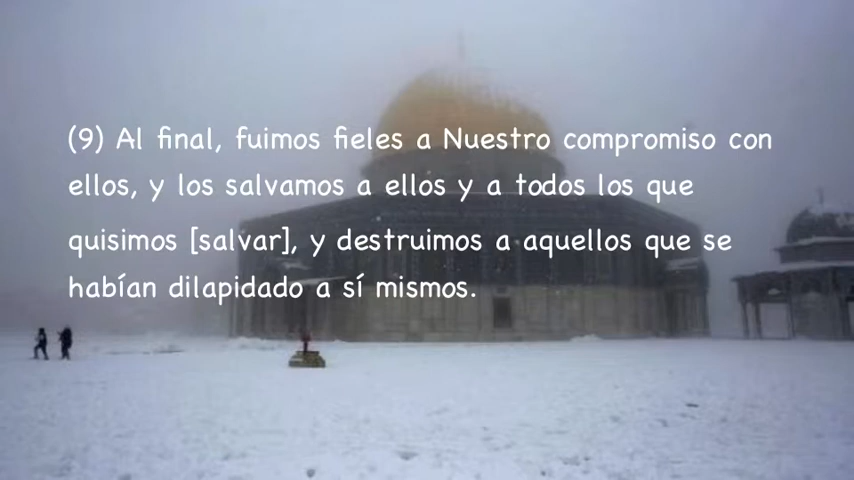 (9) Al final, fuimos fieles a Nuestro compromiso con
ellos, y los salvamos a ellos y a todos los que
quisimos [salvar], y destruimos a aquellos que se
habían dilapidado a sí mismos.